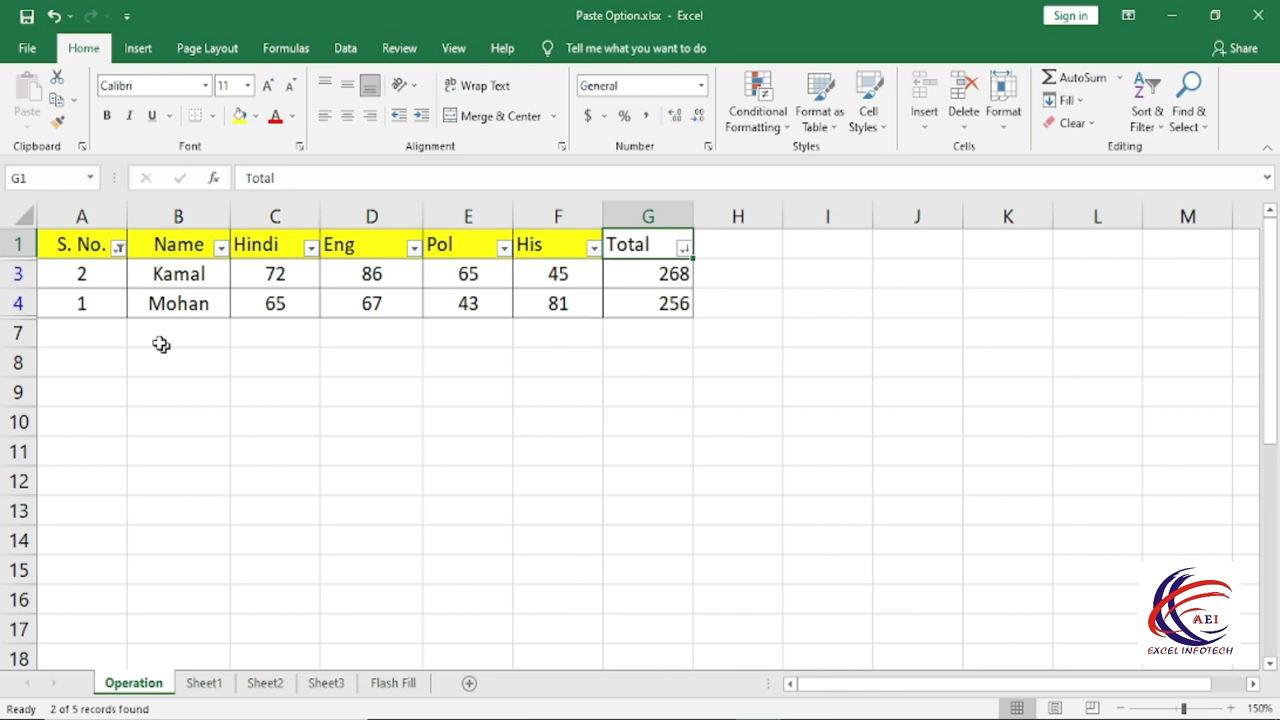 Paste Option.xlsx - Excel
Sign in
File Home Insert Page Layout Formulas Data Review View Help Tell me what you want to do Share
Calibri 11 Wrap Text General AutoSum
Paste Conditional Formatting Format as Table Cell Styles Insert Delete Format Fill Sort & Filter Find & Select
B I U A Merge & Center $ % , Clear
Clipboard Font Alignment Number Styles Cells Editing
G1 fx Total
A B C D E F G H I J K L M
1 S. No. Name Hindi Eng Pol His Total
3 2 Kamal 72 86 65 45 268
4 1 Mohan 65 67 43 81 256
7
8
9
10
11
12
13
14
15
16
17
18
AEI
EXCEL INFOTECH
Operation Sheet1 Sheet2 Sheet3 Flash Fill
Ready 2 of 5 records found 150%